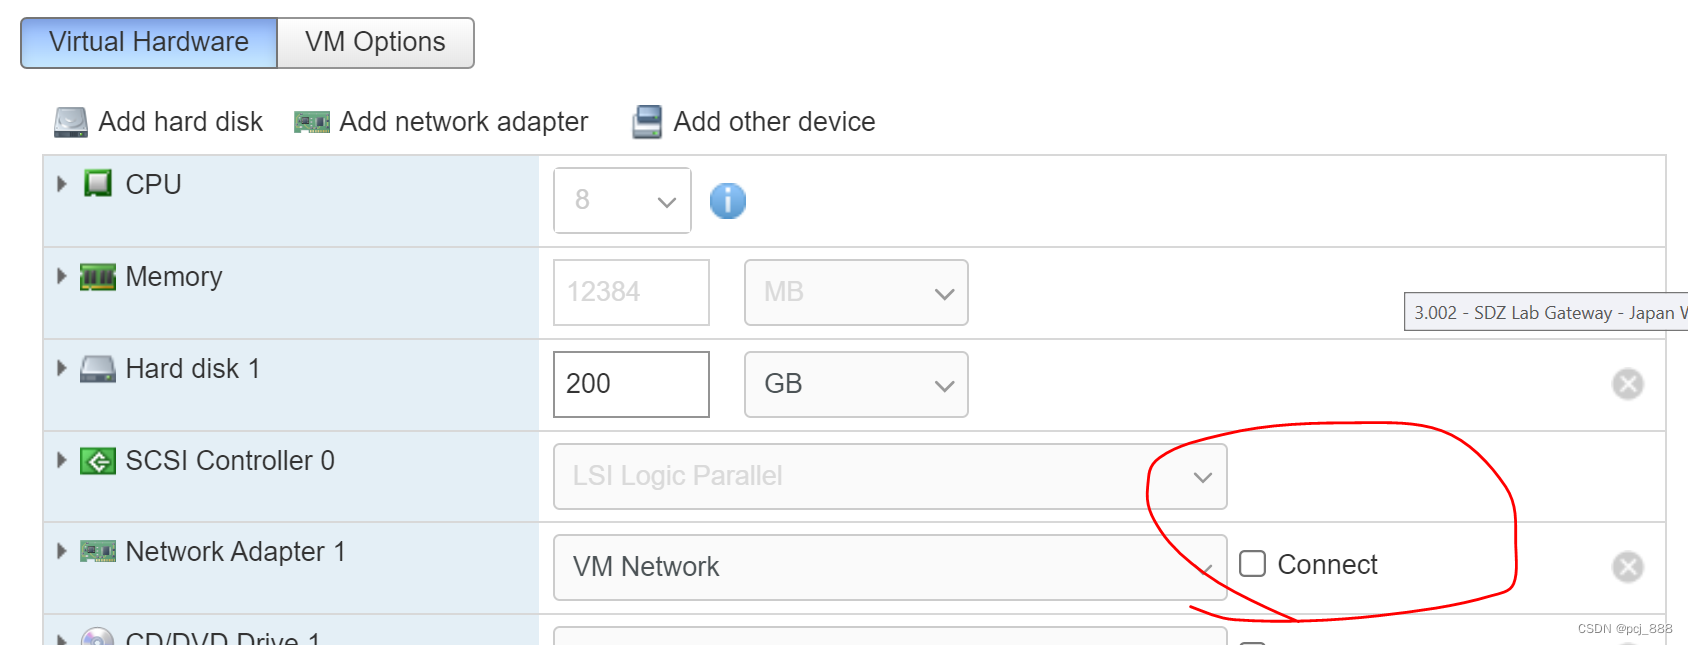 Virtual Hardware VM Options
Add hard disk Add network adapter Add other device
CPU 8
Memory 12384 MB
3.002 - SDZ Lab Gateway - Japan
Hard disk 1 200 GB
SCSI Controller 0 LSI Logic Parallel
Network Adapter 1 VM Network Connect
CD/DVD Drive 1
CSDN @pcj_888